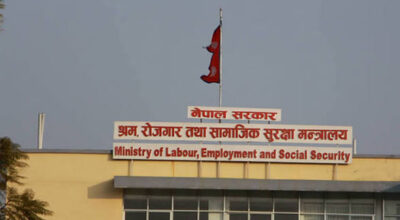 नेपाल सरकार
श्रम, रोजगार तथा सामाजिक सुरक्षा मन्त्रालय
Ministry of Labour, Employment and Social Security